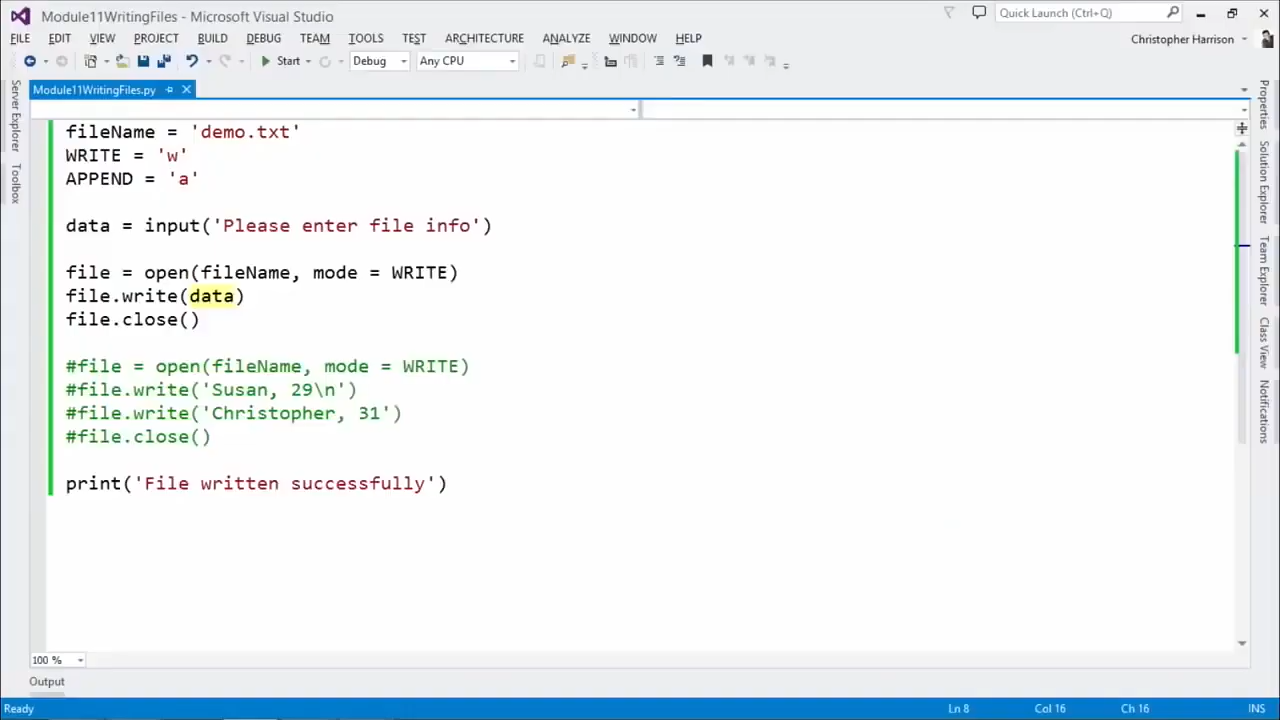 Module11WritingFiles - Microsoft Visual Studio
Quick Launch (Ctrl+Q)
FILE EDIT VIEW PROJECT BUILD DEBUG TEAM TOOLS TEST ARCHITECTURE ANALYZE WINDOW HELP
Christopher Harrison
Start Debug Any CPU
Module11WritingFiles.py
fileName = 'demo.txt'
WRITE = 'w'
APPEND = 'a'
data = input('Please enter file info')
file = open(fileName, mode = WRITE)
file.write(data)
file.close()
#file = open(fileName, mode = WRITE)
#file.write('Susan, 29\n')
#file.write('Christopher, 31')
#file.close()
print('File written successfully')
Server Explorer
Toolbox
Properties
Solution Explorer
Team Explorer
Class View
Notifications
100 %
Output
Ready Ln 8 Col 16 Ch 16 INS